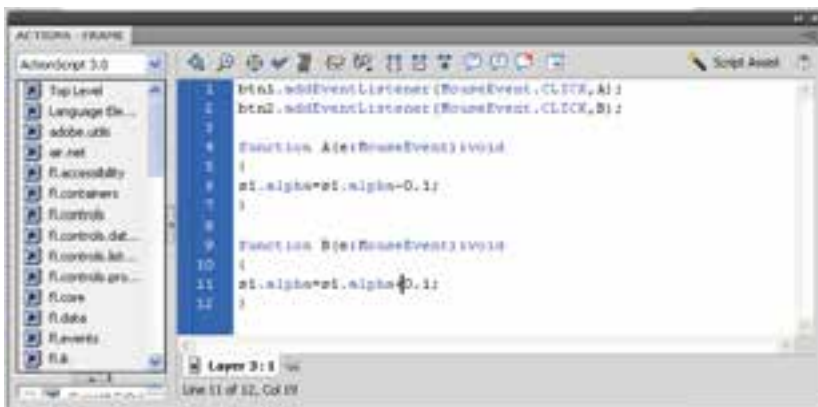 ACTIONS - FRAME
ActionScript 3.0
Script Assist
Top Level
Language Ele...
adobe.utils
air.net
fl.accessibility
fl.containers
fl.controls
fl.controls.dat...
fl.controls.list...
fl.controls.pro...
fl.core
fl.data
fl.events
fl.ik
1 btn1.addEventListener(MouseEvent.CLICK,A);
2 btn2.addEventListener(MouseEvent.CLICK,B);
3
4 function A(e:MouseEvent):void
5 {
6 s1.alpha=s1.alpha-0.1;
7 }
8
9 function B(e:MouseEvent):void
10 {
11 s1.alpha=s1.alpha+0.1;
12 }
Layer 3 : 1
Line 11 of 12, Col 19